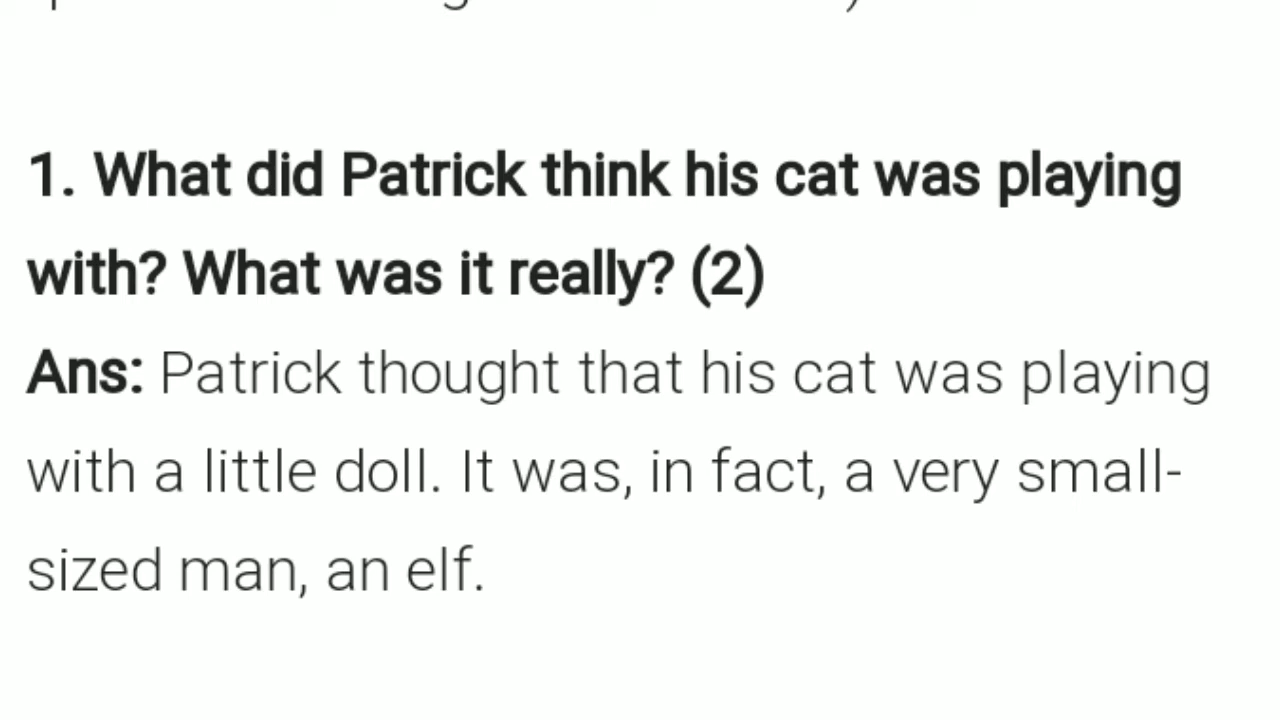 1. What did Patrick think his cat was playing
with? What was it really? (2)
Ans: Patrick thought that his cat was playing
with a little doll. It was, in fact, a very small-
sized man, an elf.